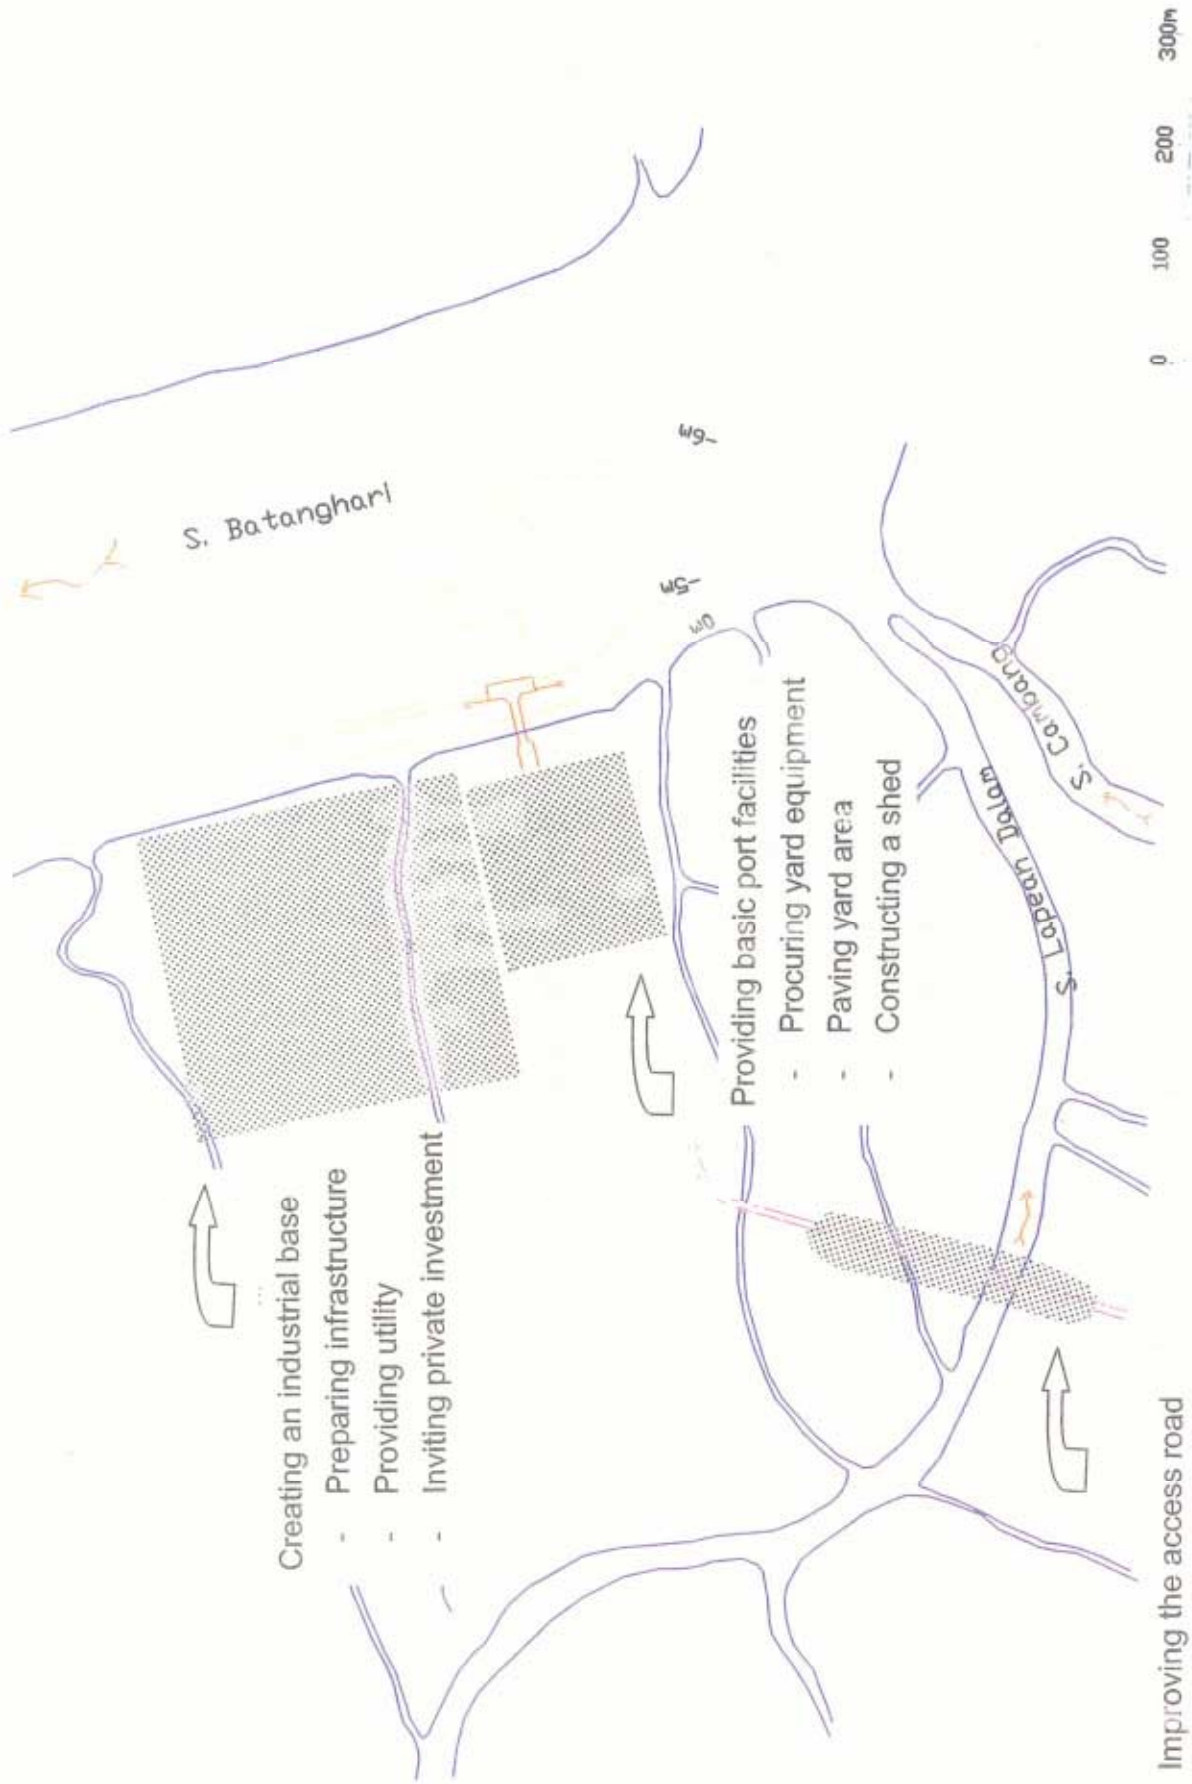 S. Batanghari
-6m
-5m
0m
Creating an industrial base
- Preparing infrastructure
- Providing utility
- Inviting private investment
Providing basic port facilities
- Procuring yard equipment
- Paving yard area
- Constructing a shed
S. Lapean Dalam
S. Cambang
Improving the access road
0 100 200 300m